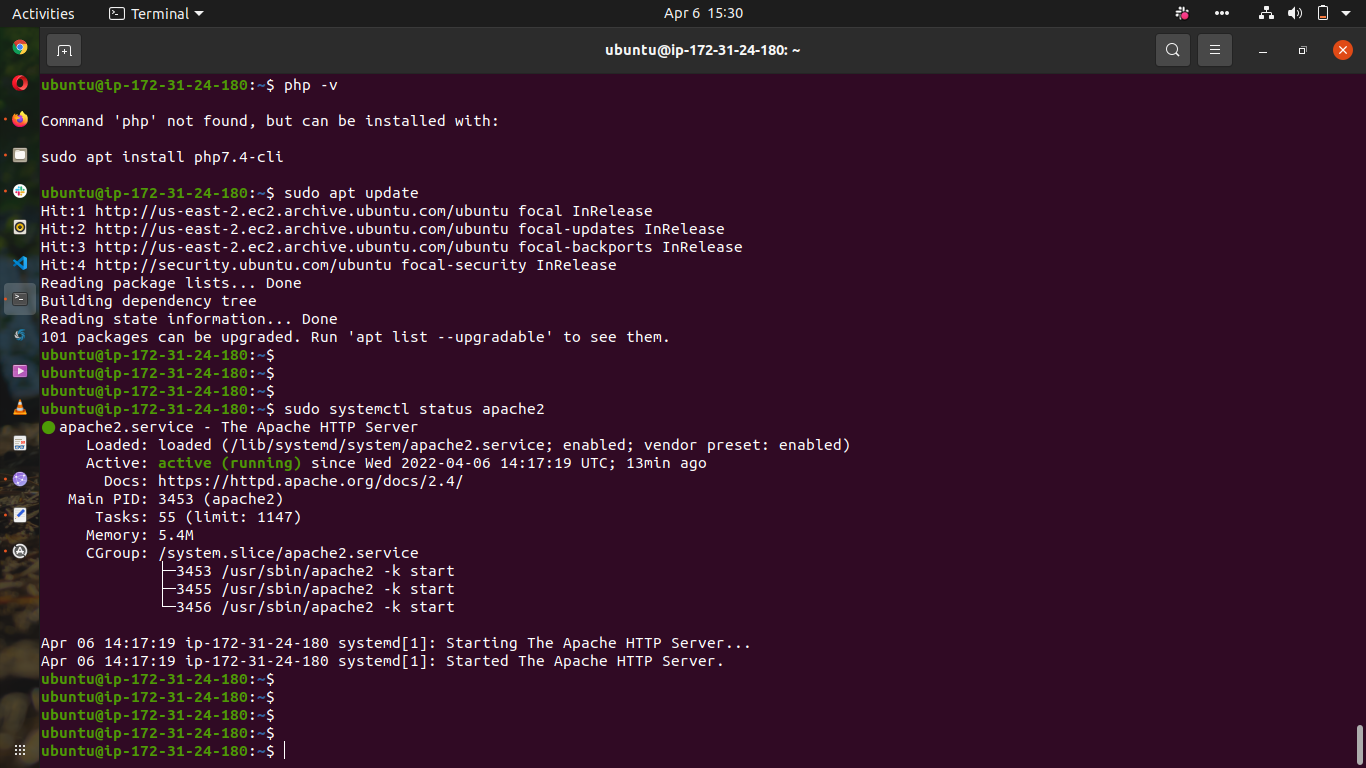 Activities Terminal Apr 6 15:30
ubuntu@ip-172-31-24-180: ~
ubuntu@ip-172-31-24-180:~$ php -v
Command 'php' not found, but can be installed with:
sudo apt install php7.4-cli
ubuntu@ip-172-31-24-180:~$ sudo apt update
Hit:1 http://us-east-2.ec2.archive.ubuntu.com/ubuntu focal InRelease
Hit:2 http://us-east-2.ec2.archive.ubuntu.com/ubuntu focal-updates InRelease
Hit:3 http://us-east-2.ec2.archive.ubuntu.com/ubuntu focal-backports InRelease
Hit:4 http://security.ubuntu.com/ubuntu focal-security InRelease
Reading package lists... Done
Building dependency tree
Reading state information... Done
101 packages can be upgraded. Run 'apt list --upgradable' to see them.
ubuntu@ip-172-31-24-180:~$
ubuntu@ip-172-31-24-180:~$
ubuntu@ip-172-31-24-180:~$
ubuntu@ip-172-31-24-180:~$ sudo systemctl status apache2
● apache2.service - The Apache HTTP Server
Loaded: loaded (/lib/systemd/system/apache2.service; enabled; vendor preset: enabled)
Active: active (running) since Wed 2022-04-06 14:17:19 UTC; 13min ago
Docs: https://httpd.apache.org/docs/2.4/
Main PID: 3453 (apache2)
Tasks: 55 (limit: 1147)
Memory: 5.4M
CGroup: /system.slice/apache2.service
├─3453 /usr/sbin/apache2 -k start
├─3455 /usr/sbin/apache2 -k start
└─3456 /usr/sbin/apache2 -k start
Apr 06 14:17:19 ip-172-31-24-180 systemd[1]: Starting The Apache HTTP Server...
Apr 06 14:17:19 ip-172-31-24-180 systemd[1]: Started The Apache HTTP Server.
ubuntu@ip-172-31-24-180:~$
ubuntu@ip-172-31-24-180:~$
ubuntu@ip-172-31-24-180:~$
ubuntu@ip-172-31-24-180:~$
ubuntu@ip-172-31-24-180:~$